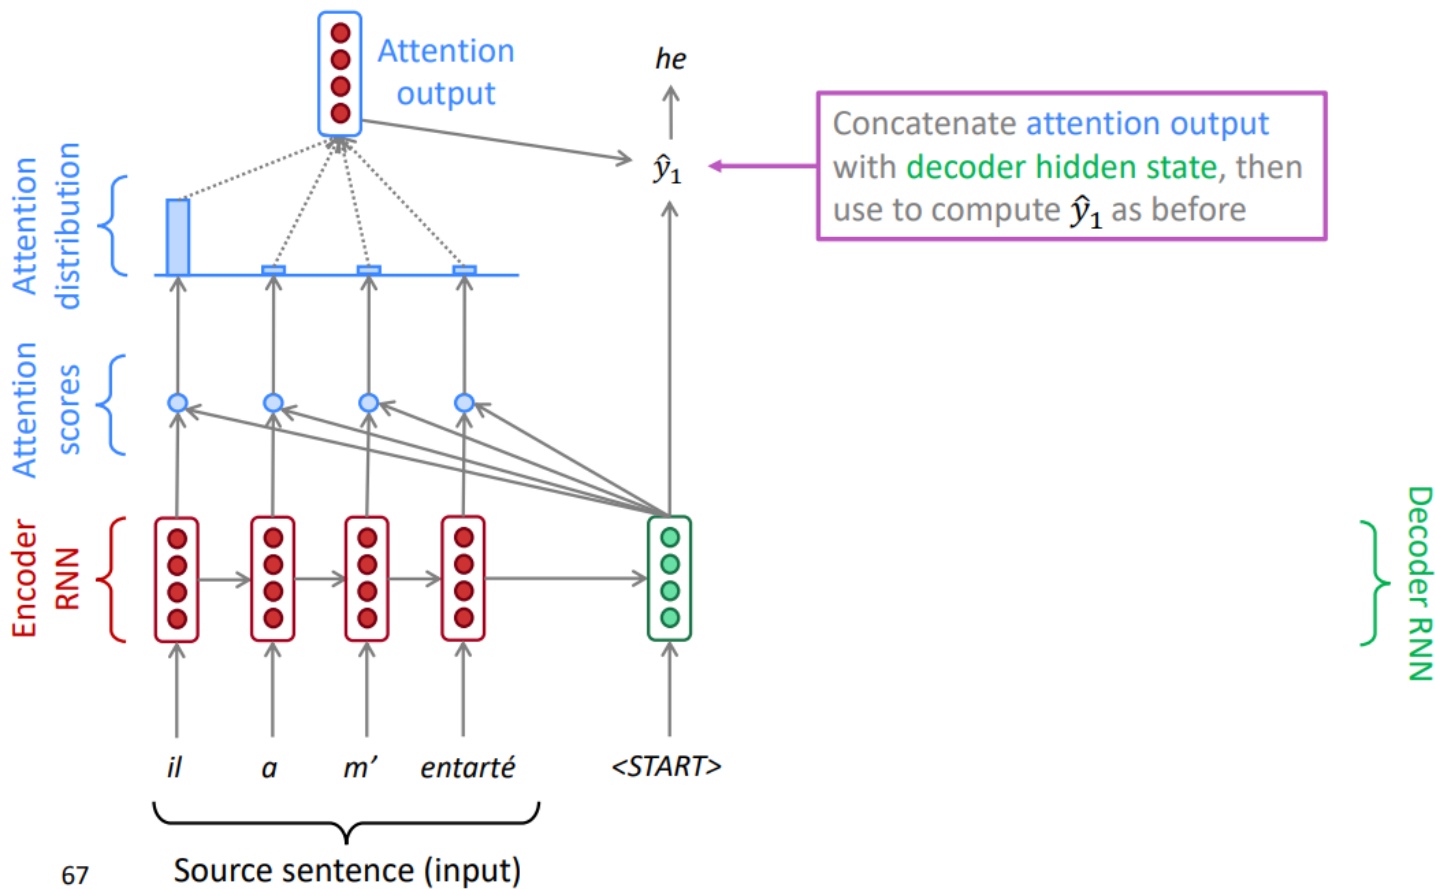 Attention
output
he
Concatenate attention output
with decoder hidden state, then
use to compute ŷ₁ as before
ŷ₁
Attention
distribution
Attention
scores
Encoder
RNN
Decoder RNN
il
a
m’
entarté
<START>
Source sentence (input)
67